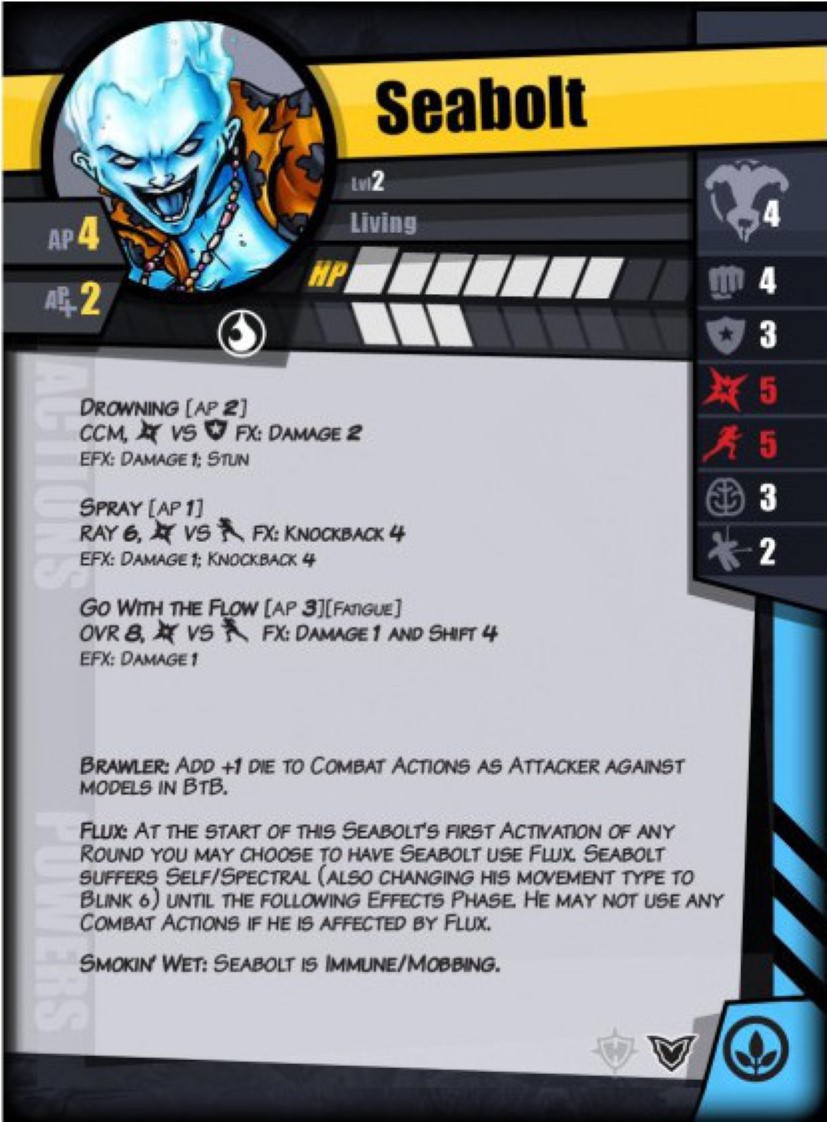 Seabolt
Lvl2
Living
AP 4
AP+ 2
HP
4
4
3
5
5
3
2
ACTIONS
DROWNING [AP 2]
CCM, VS FX: DAMAGE 2
EFX: DAMAGE 1; STUN
SPRAY [AP 1]
RAY 6, VS FX: KNOCKBACK 4
EFX: DAMAGE 1; KNOCKBACK 4
GO WITH THE FLOW [AP 3][FATIGUE]
OVR 8, VS FX: DAMAGE 1 AND SHIFT 4
EFX: DAMAGE 1
POWERS
BRAWLER: ADD +1 DIE TO COMBAT ACTIONS AS ATTACKER AGAINST
MODELS IN BTB.
FLUX: AT THE START OF THIS SEABOLT'S FIRST ACTIVATION OF ANY
ROUND YOU MAY CHOOSE TO HAVE SEABOLT USE FLUX. SEABOLT
SUFFERS SELF/SPECTRAL (ALSO CHANGING HIS MOVEMENT TYPE TO
BLINK 6) UNTIL THE FOLLOWING EFFECTS PHASE. HE MAY NOT USE ANY
COMBAT ACTIONS IF HE IS AFFECTED BY FLUX.
SMOKIN' WET: SEABOLT IS IMMUNE/MOBBING.